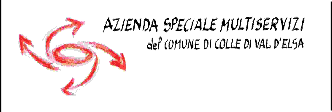 AZIENDA SPECIALE MULTISERVIZI
del COMUNE DI COLLE DI VAL D'ELSA